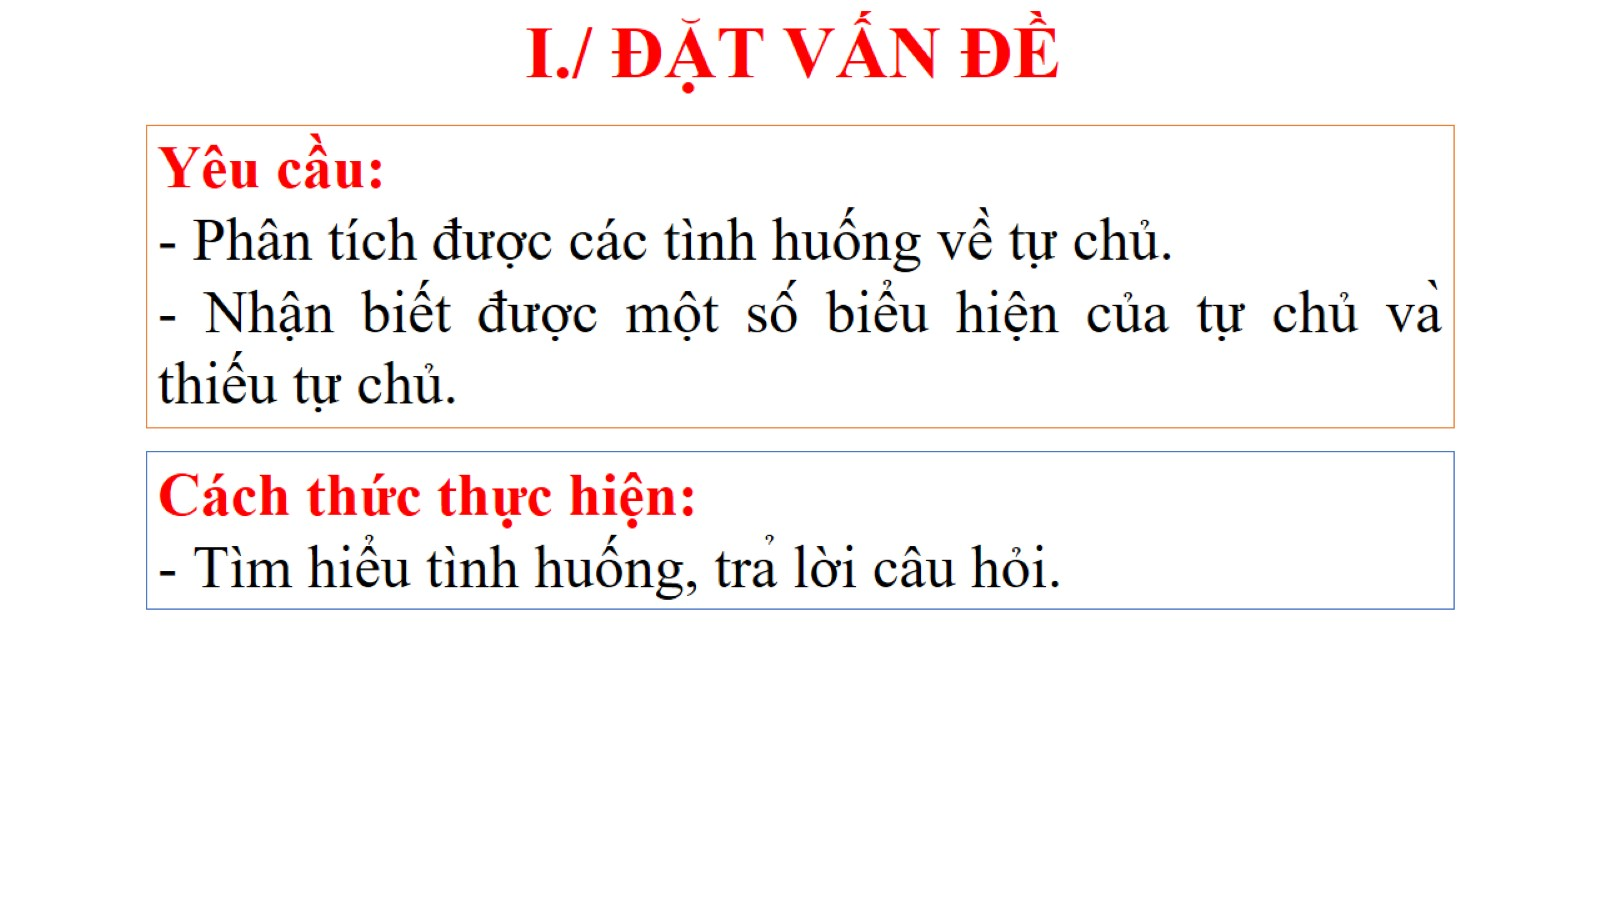 I./ ĐẶT VẤN ĐỀ
Yêu cầu:
- Phân tích được các tình huống về tự chủ.
- Nhận biết được một số biểu hiện của tự chủ và
thiếu tự chủ.
Cách thức thực hiện:
- Tìm hiểu tình huống, trả lời câu hỏi.